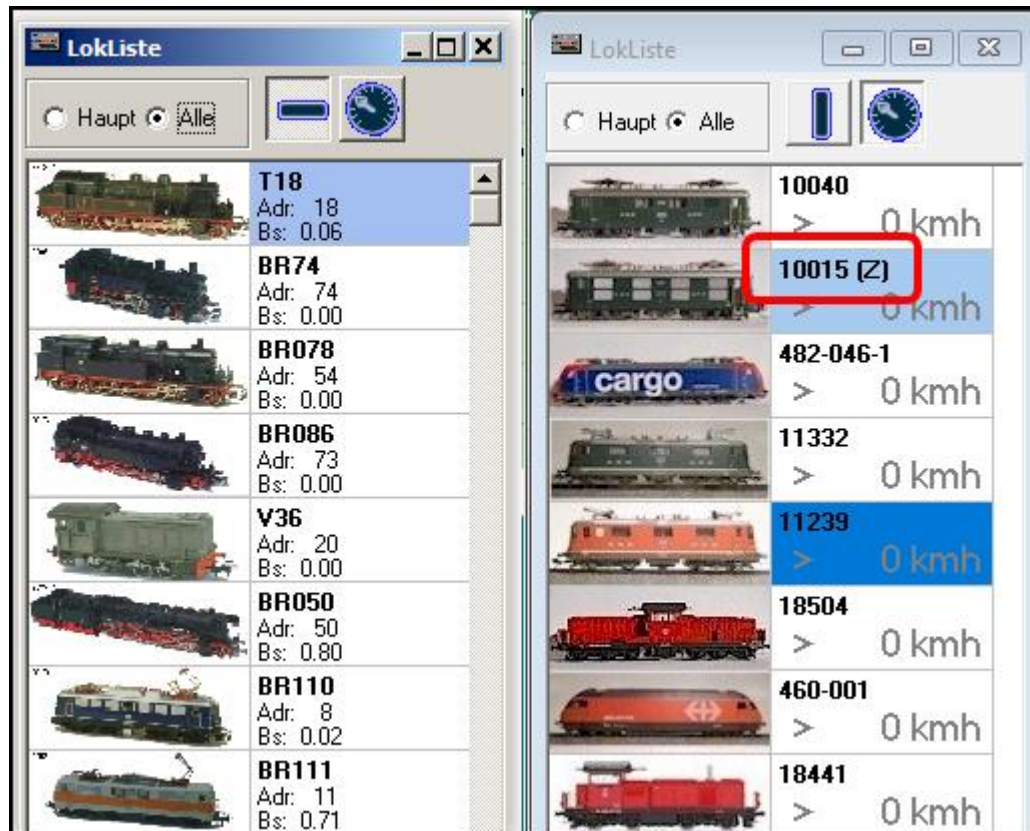 LokListe
Haupt
Alle
T18
Adr: 18
Bs: 0.06
BR74
Adr: 74
Bs: 0.00
BR078
Adr: 54
Bs: 0.00
BR086
Adr: 73
Bs: 0.00
V36
Adr: 20
Bs: 0.00
BR050
Adr: 50
Bs: 0.80
BR110
Adr: 8
Bs: 0.02
BR111
Adr: 11
Bs: 0.71
LokListe
Haupt
Alle
10040
> 0 kmh
10015 (Z)
> 0 kmh
cargo
482-046-1
> 0 kmh
11332
> 0 kmh
11239
> 0 kmh
18504
> 0 kmh
460-001
> 0 kmh
18441
> 0 kmh